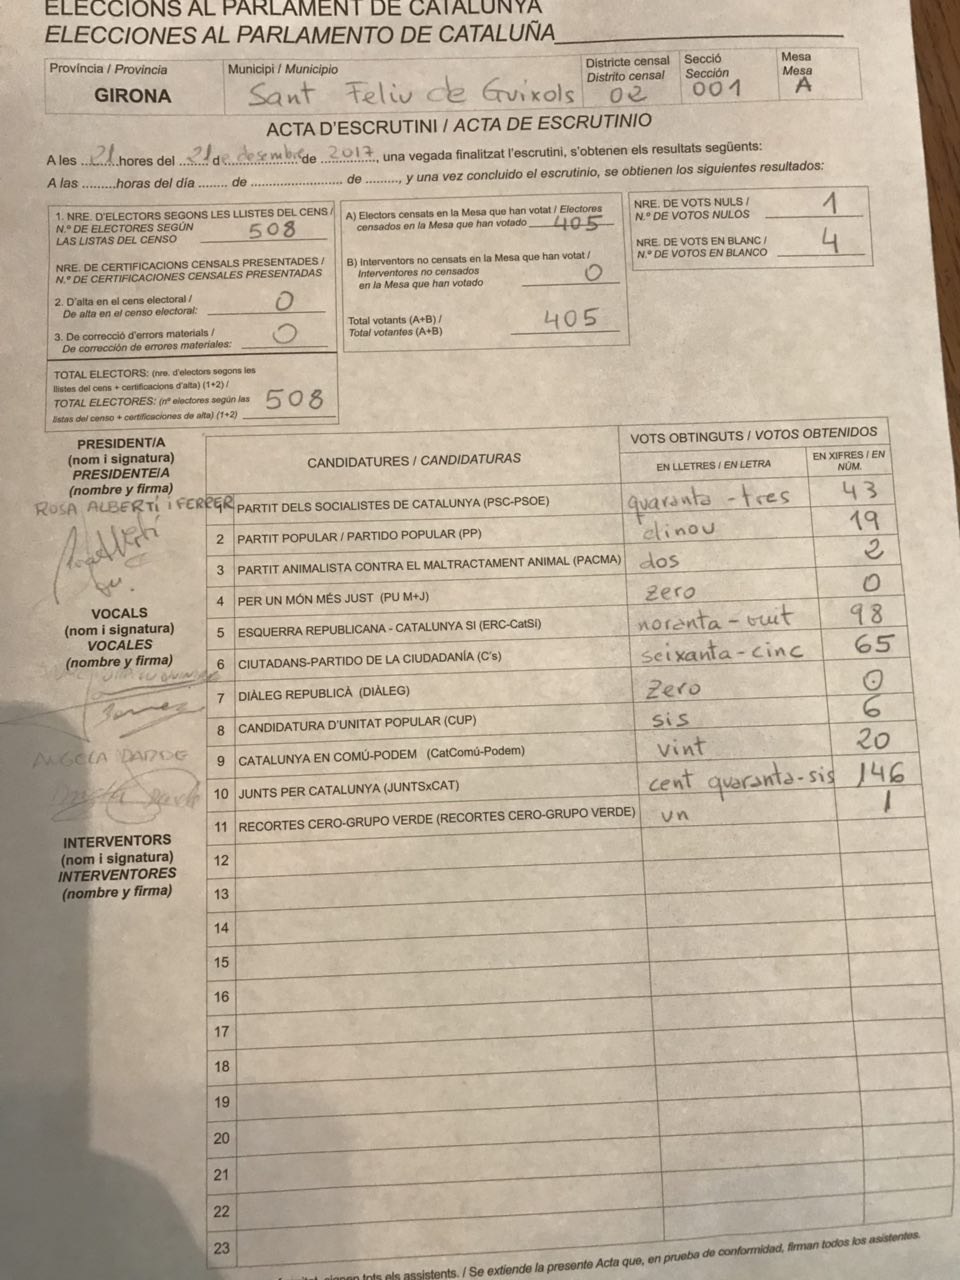 ELECCIONS AL PARLAMENT DE CATALUNYA
ELECCIONES AL PARLAMENTO DE CATALUÑA
Província / Provincia
GIRONA
Municipi / Municipio
Sant Feliu de Guíxols
Districte censal
Distrito censal
02
Secció
Sección
001
Mesa
Mesa
A
ACTA D'ESCRUTINI / ACTA DE ESCRUTINIO
A les 21 hores del 21 de desembre de 2017, una vegada finalitzat l'escrutini, s'obtenen els resultats següents:
A las .........horas del día ........ de ......................... de ........., y una vez concluido el escrutinio, se obtienen los siguientes resultados:
1. NRE. D'ELECTORS SEGONS LES LLISTES DEL CENS /
N.º DE ELECTORES SEGÚN
LAS LISTAS DEL CENSO 508
NRE. DE CERTIFICACIONS CENSALS PRESENTADES /
N.º DE CERTIFICACIONES CENSALES PRESENTADAS
2. D'alta en el cens electoral /
De alta en el censo electoral: 0
3. De correcció d'errors materials /
De corrección de errores materiales: 0
TOTAL ELECTORS: (nre. d'electors segons les
llistes del cens + certificacions d'alta) (1+2) /
TOTAL ELECTORES: (nº electores según las
listas del censo + certificaciones de alta) (1+2) 508
A) Electors censats en la Mesa que han votat / Electores
censados en la Mesa que han votado 405
B) Interventors no censats en la Mesa que han votat /
Interventores no censados
en la Mesa que han votado 0
Total votants (A+B) /
Total votantes (A+B) 405
NRE. DE VOTS NULS /
N.º DE VOTOS NULOS 1
NRE. DE VOTS EN BLANC /
N.º DE VOTOS EN BLANCO 4
PRESIDENT/A
(nom i signatura)
PRESIDENTE/A
(nombre y firma)
ROSA ALBERTÍ I FERRER
VOCALS
(nom i signatura)
VOCALES
(nombre y firma)
INTERVENTORS
(nom i signatura)
INTERVENTORES
(nombre y firma)
CANDIDATURES / CANDIDATURAS
VOTS OBTINGUTS / VOTOS OBTENIDOS
EN LLETRES / EN LETRA
EN XIFRES / EN NÚM.
PARTIT DELS SOCIALISTES DE CATALUNYA (PSC-PSOE) quaranta-tres 43
2 PARTIT POPULAR / PARTIDO POPULAR (PP) dinou 19
3 PARTIT ANIMALISTA CONTRA EL MALTRACTAMENT ANIMAL (PACMA) dos 2
4 PER UN MÓN MÉS JUST (PU M+J) zero 0
5 ESQUERRA REPUBLICANA - CATALUNYA SI (ERC-CatSí) noranta-vuit 98
6 CIUTADANS-PARTIDO DE LA CIUDADANÍA (C's) seixanta-cinc 65
7 DIÀLEG REPUBLICÀ (DIÀLEG) zero 0
8 CANDIDATURA D'UNITAT POPULAR (CUP) sis 6
9 CATALUNYA EN COMÚ-PODEM (CatComú-Podem) vint 20
10 JUNTS PER CATALUNYA (JUNTSxCAT) cent quaranta-sis 146
11 RECORTES CERO-GRUPO VERDE (RECORTES CERO-GRUPO VERDE) un 1
12
13
14
15
16
17
18
19
20
21
22
23
signen tots els assistents. / Se extiende la presente Acta que, en prueba de conformidad, firman todos los asistentes.